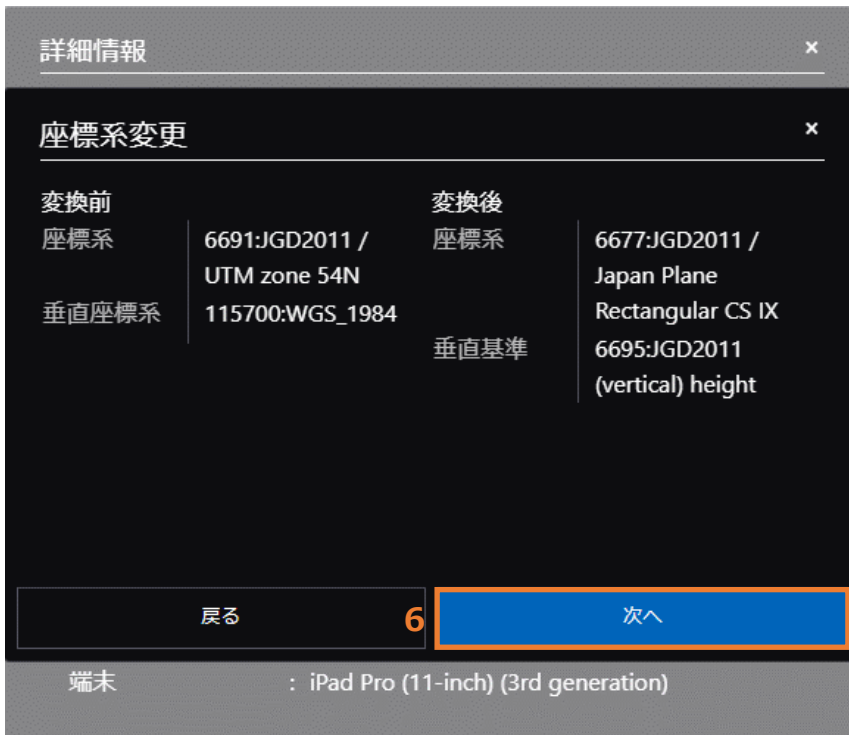 詳細情報 ×
座標系変更 ×
変換前
座標系 6691:JGD2011 /
UTM zone 54N
垂直座標系 115700:WGS_1984
変換後
座標系 6677:JGD2011 /
Japan Plane
Rectangular CS IX
垂直基準 6695:JGD2011
(vertical) height
戻る
6 次へ
端末 : iPad Pro (11-inch) (3rd generation)